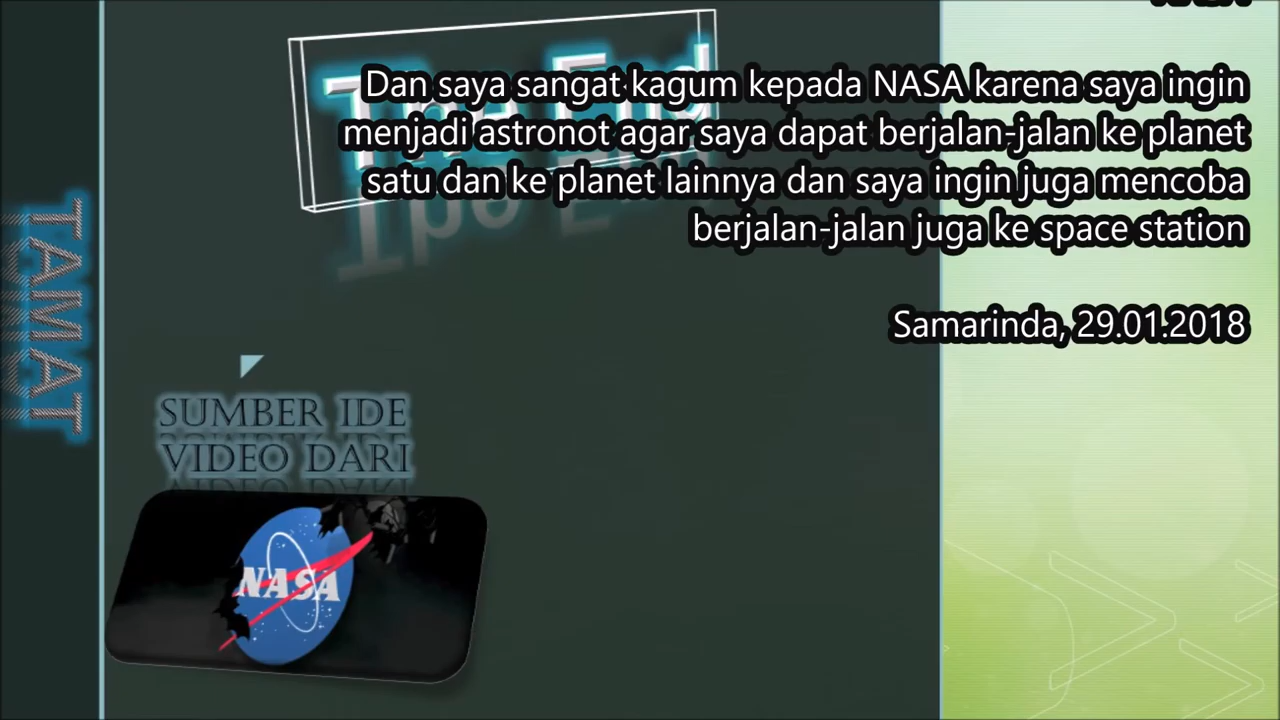 The End
Dan saya sangat kagum kepada NASA karena saya ingin
menjadi astronot agar saya dapat berjalan-jalan ke planet
satu dan ke planet lainnya dan saya ingin juga mencoba
berjalan-jalan juga ke space station
Samarinda, 29.01.2018
TAMAT
SUMBER IDE
VIDEO DARI
NASA